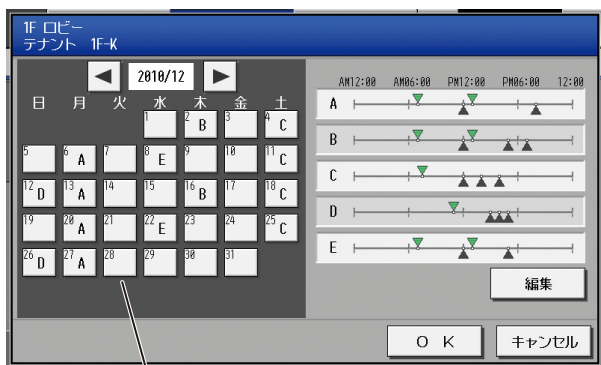 1F ロビー
テナント 1F-K
◀ 2010/12 ▶
日 月 火 水 木 金 土
1 2 B 3 4 C
5 6 A 7 8 E 9 10 11 C
12 D 13 A 14 15 16 B 17 18 C
19 20 A 21 22 E 23 24 25 C
26 D 27 A 28 29 30 31
AM12:00 AM06:00 PM12:00 PM06:00 12:00
A
B
C
D
E
編集
OK キャンセル